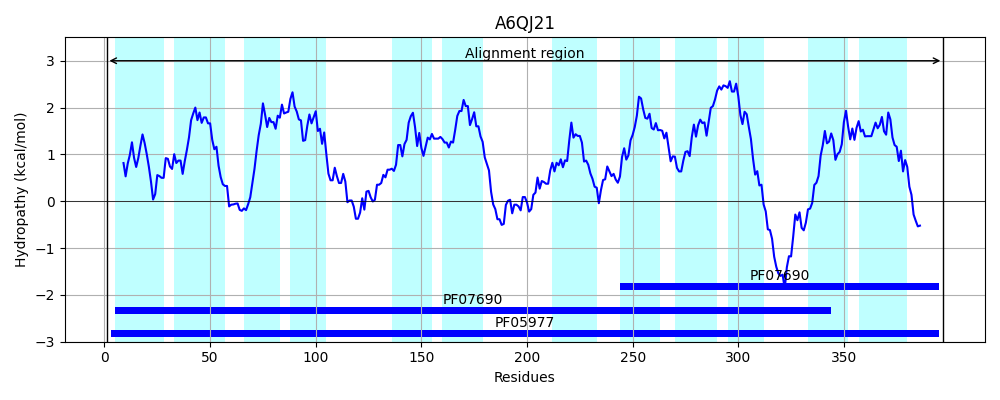 A6QJ21
Alignment region
3
2
1
0
−1
−2
−3
Hydropathy (kcal/mol)
PF07690
PF07690
PF05977
0
50
100
150
200
250
300
350
Residues